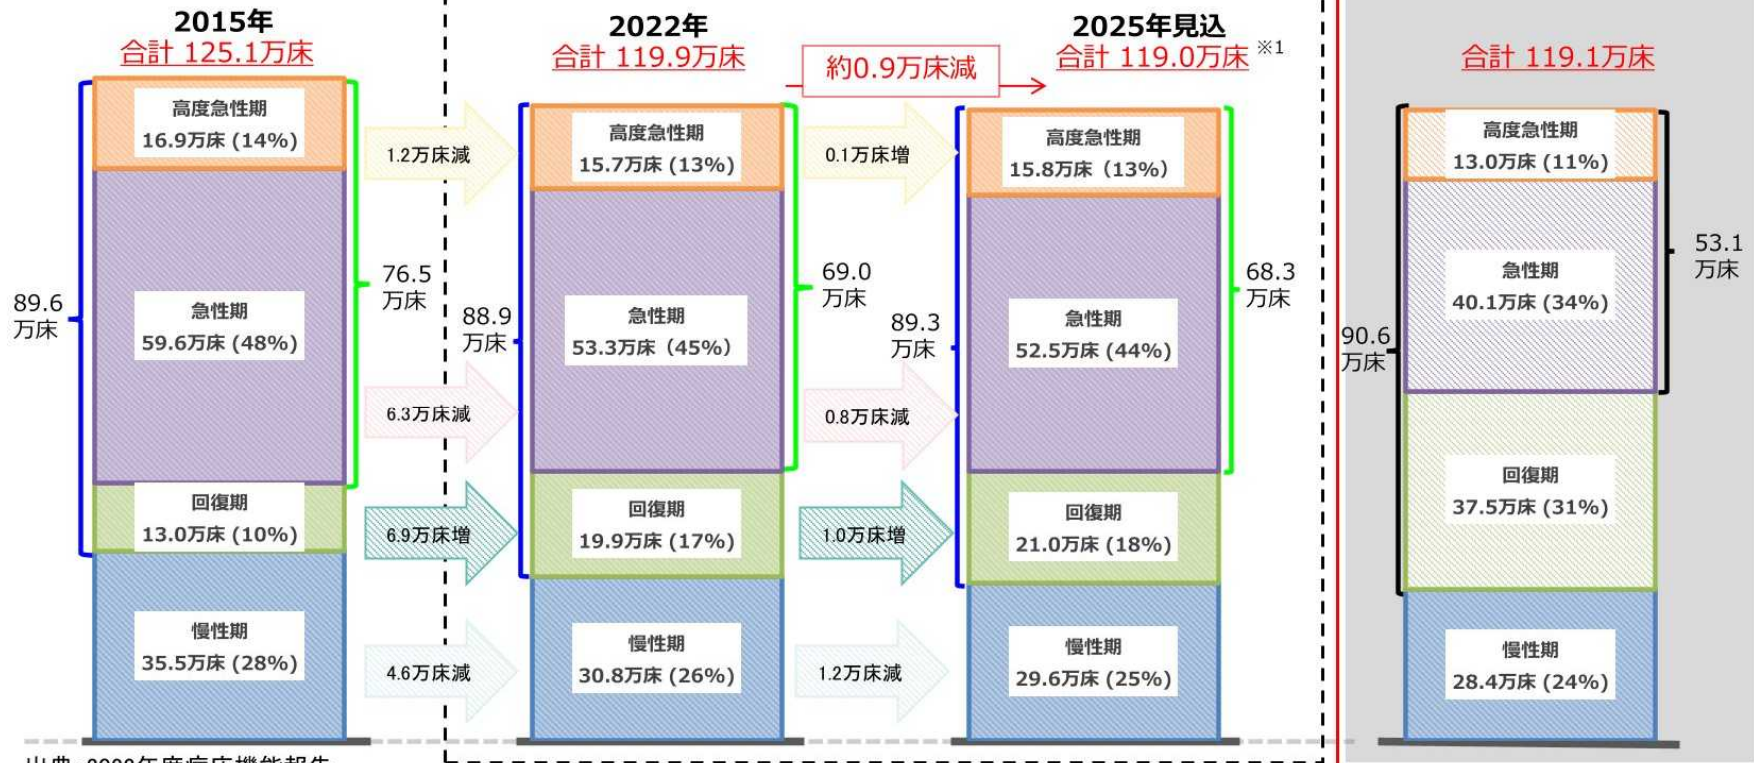 2015年
合計 125.1万床
高度急性期
16.9万床 (14%)
急性期
59.6万床 (48%)
回復期
13.0万床 (10%)
慢性期
35.5万床 (28%)
89.6
万床
76.5
万床
1.2万床減
6.3万床減
6.9万床増
4.6万床減
2022年
合計 119.9万床
高度急性期
15.7万床 (13%)
急性期
53.3万床（45%）
回復期
19.9万床 (17%)
慢性期
30.8万床 (26%)
88.9
万床
69.0
万床
約0.9万床減
0.1万床増
0.8万床減
1.0万床増
1.2万床減
2025年見込
合計 119.0万床 ※1
高度急性期
15.8万床（13%）
急性期
52.5万床 (44%)
回復期
21.0万床 (18%)
慢性期
29.6万床 (25%)
89.3
万床
68.3
万床
合計 119.1万床
高度急性期
13.0万床 (11%)
急性期
40.1万床 (34%)
回復期
37.5万床 (31%)
慢性期
28.4万床 (24%)
90.6
万床
53.1
万床